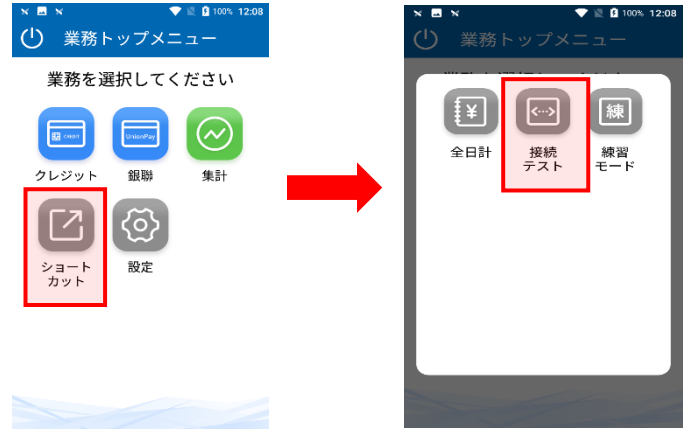 100% 12:08
業務トップメニュー
業務を選択してください
CREDIT
UnionPay
クレジット
銀聯
集計
ショート
カット
設定
100% 12:08
業務トップメニュー
¥
練
全日計
接続
テスト
練習
モード